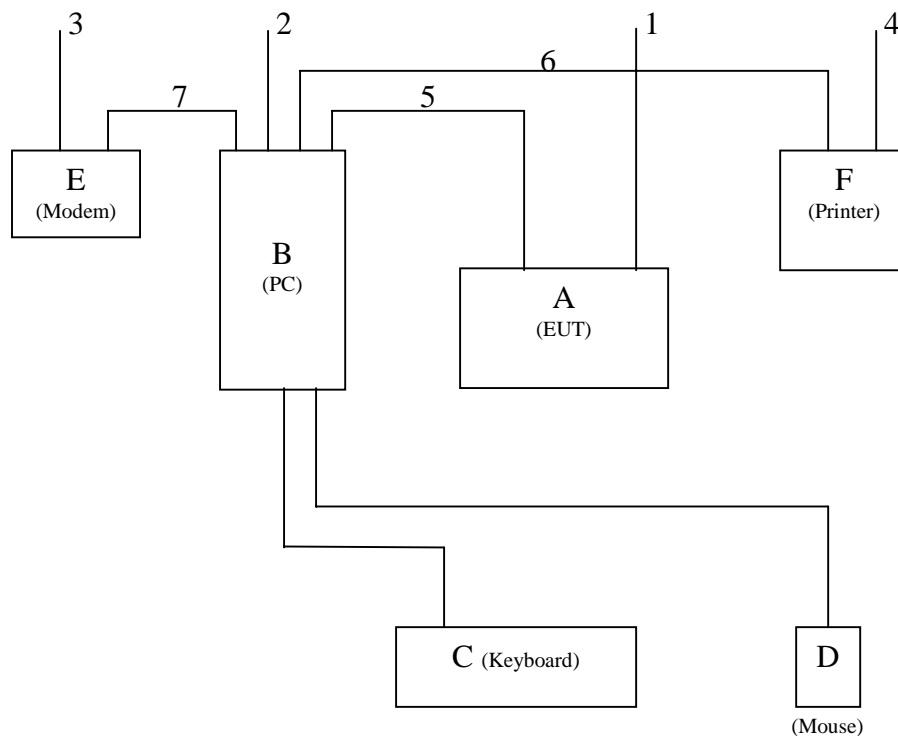 3
2
1
4
6
7
5
E
(Modem)
F
(Printer)
B
(PC)
A
(EUT)
C (Keyboard)
D
(Mouse)